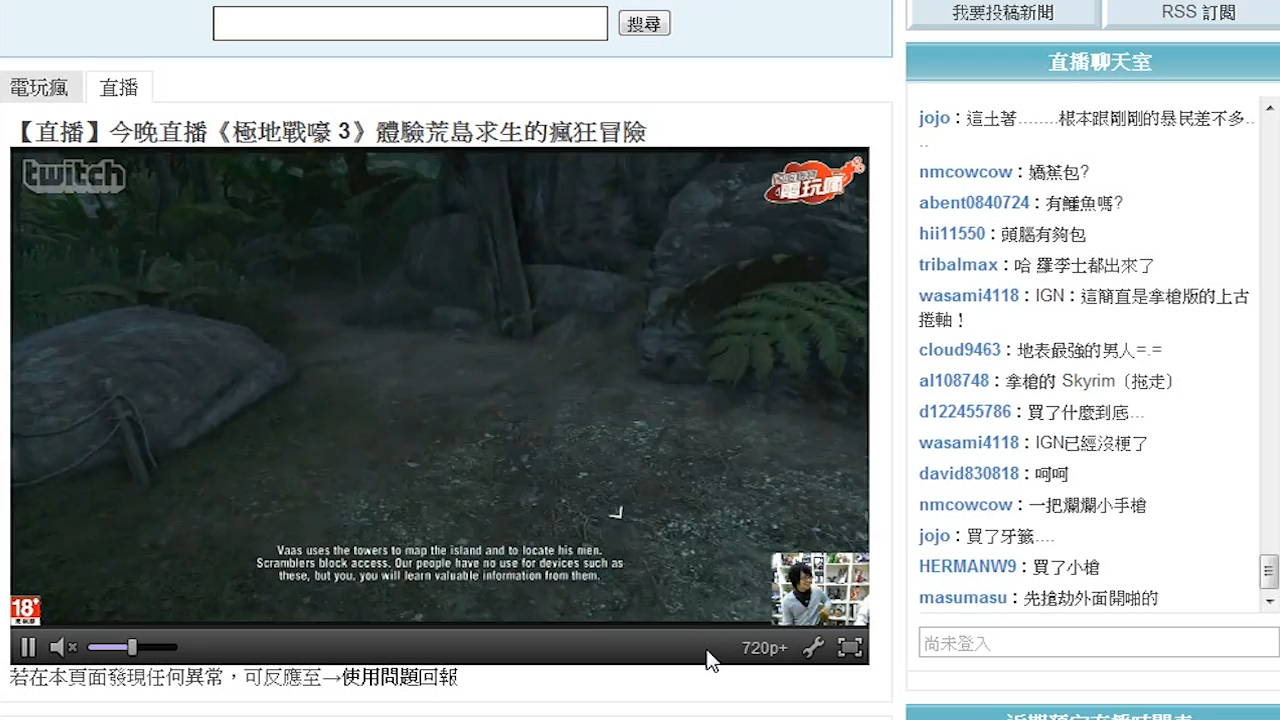 搜尋
我要投稿新聞
RSS 訂閱
電玩瘋
直播
【直播】今晚直播《極地戰嚎 3》體驗荒島求生的瘋狂冒險
twitch
電玩瘋
Vaas uses the towers to map the island and to locate his men.
Scramblers block access. Our people have no use for devices such as
these, but you, you will learn valuable information from them.
18+
720p+
若在本頁面發現任何異常，可反應至→使用問題回報
直播聊天室
jojo：這土著........根本跟剛剛的暴民差不多..
..
nmcowcow：嬌蕉包?
abent0840724：有鱷魚嗎?
hii11550：頭腦有夠包
tribalmax：哈 羅李士都出來了
wasami4118：IGN：這簡直是拿槍版的上古
捲軸！
cloud9463：地表最強的男人=.=
al108748：拿槍的 Skyrim〔拖走〕
d122455786：買了什麼到底...
wasami4118：IGN已經沒梗了
david830818：呵呵
nmcowcow：一把爛爛小手槍
jojo：買了牙籤....
HERMANW9：買了小槍
masumasu：先搶劫外面開啪的
尚未登入